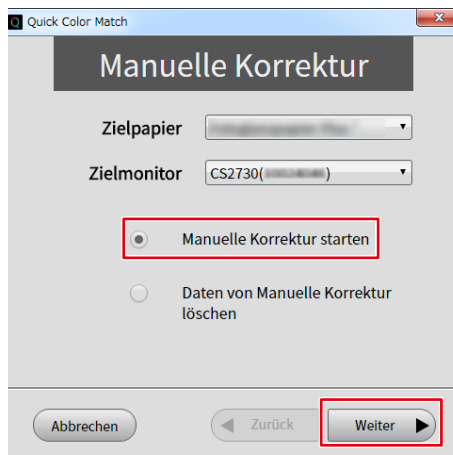 Quick Color Match
Manuelle Korrektur
Zielpapier
Zielmonitor CS2730( )
Manuelle Korrektur starten
Daten von Manuelle Korrektur
löschen
Abbrechen Zurück Weiter